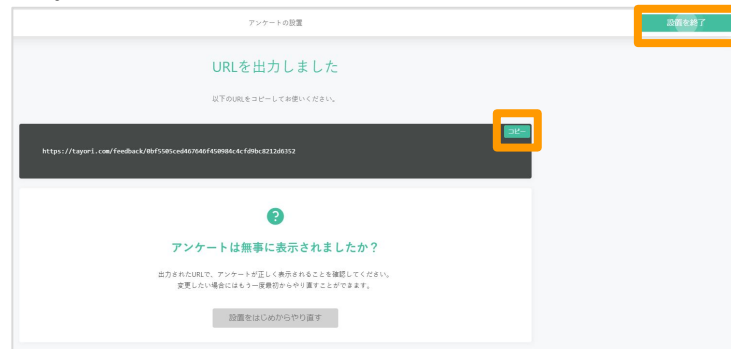 アンケートの設置
設置を終了
URLを出力しました
以下のURLをコピーしてお使いください。
コピー
https://tayori.com/feedback/0bf5505ced467646f450984c4cfd9bc8212d6352
?
アンケートは無事に表示されましたか？
出力されたURLで、アンケートが正しく表示されることを確認してください。
変更したい場合にはもう一度最初からやり直すことができます。
設置をはじめからやり直す